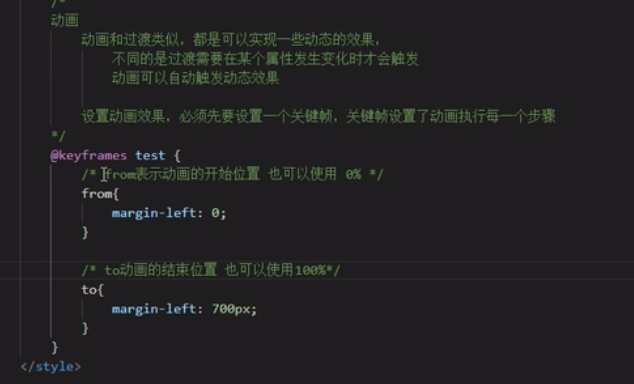 /*
动画
动画和过渡类似，都是可以实现一些动态的效果，
不同的是过渡需要在某个属性发生变化时才会触发
动画可以自动触发动态效果
设置动画效果，必须先要设置一个关键帧，关键帧设置了动画执行每一个步骤
*/
@keyframes test {
/* from表示动画的开始位置 也可以使用 0% */
from{
margin-left: 0;
}
/* to动画的结束位置 也可以使用100%*/
to{
margin-left: 700px;
}
}
</style>